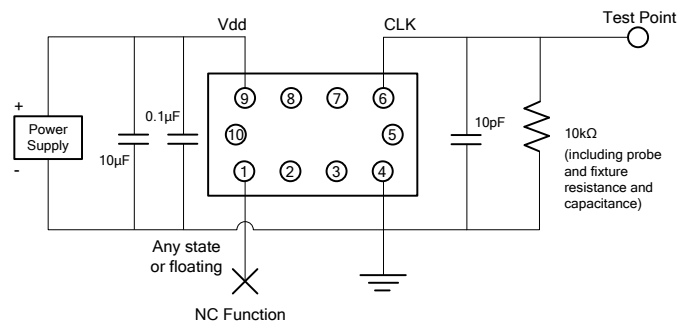 Vdd
CLK
Test Point
+
Power
Supply
-
10µF
0.1µF
9
8
7
6
10
5
1
2
3
4
10pF
10kΩ
(including probe
and fixture
resistance and
capacitance)
Any state
or floating
NC Function